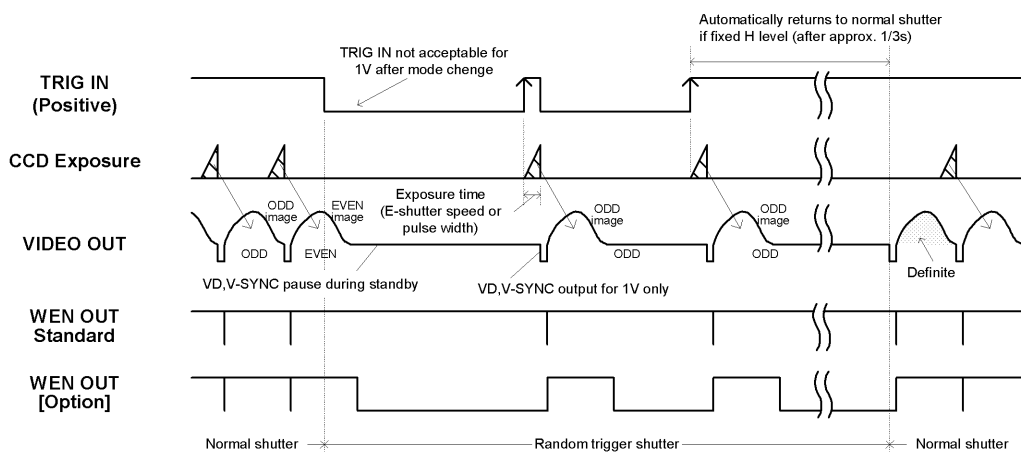 Automatically returns to normal shutter
if fixed H level (after approx. 1/3s)
TRIG IN not acceptable for
1V after mode chenge
TRIG IN
(Positive)
CCD Exposure
Exposure time
(E-shutter speed or
pulse width)
ODD
image
EVEN
image
ODD
image
ODD
image
VIDEO OUT
ODD
EVEN
ODD
ODD
Definite
VD,V-SYNC pause during standby
VD,V-SYNC output for 1V only
WEN OUT
Standard
WEN OUT
[Option]
Normal shutter
Random trigger shutter
Normal shutter